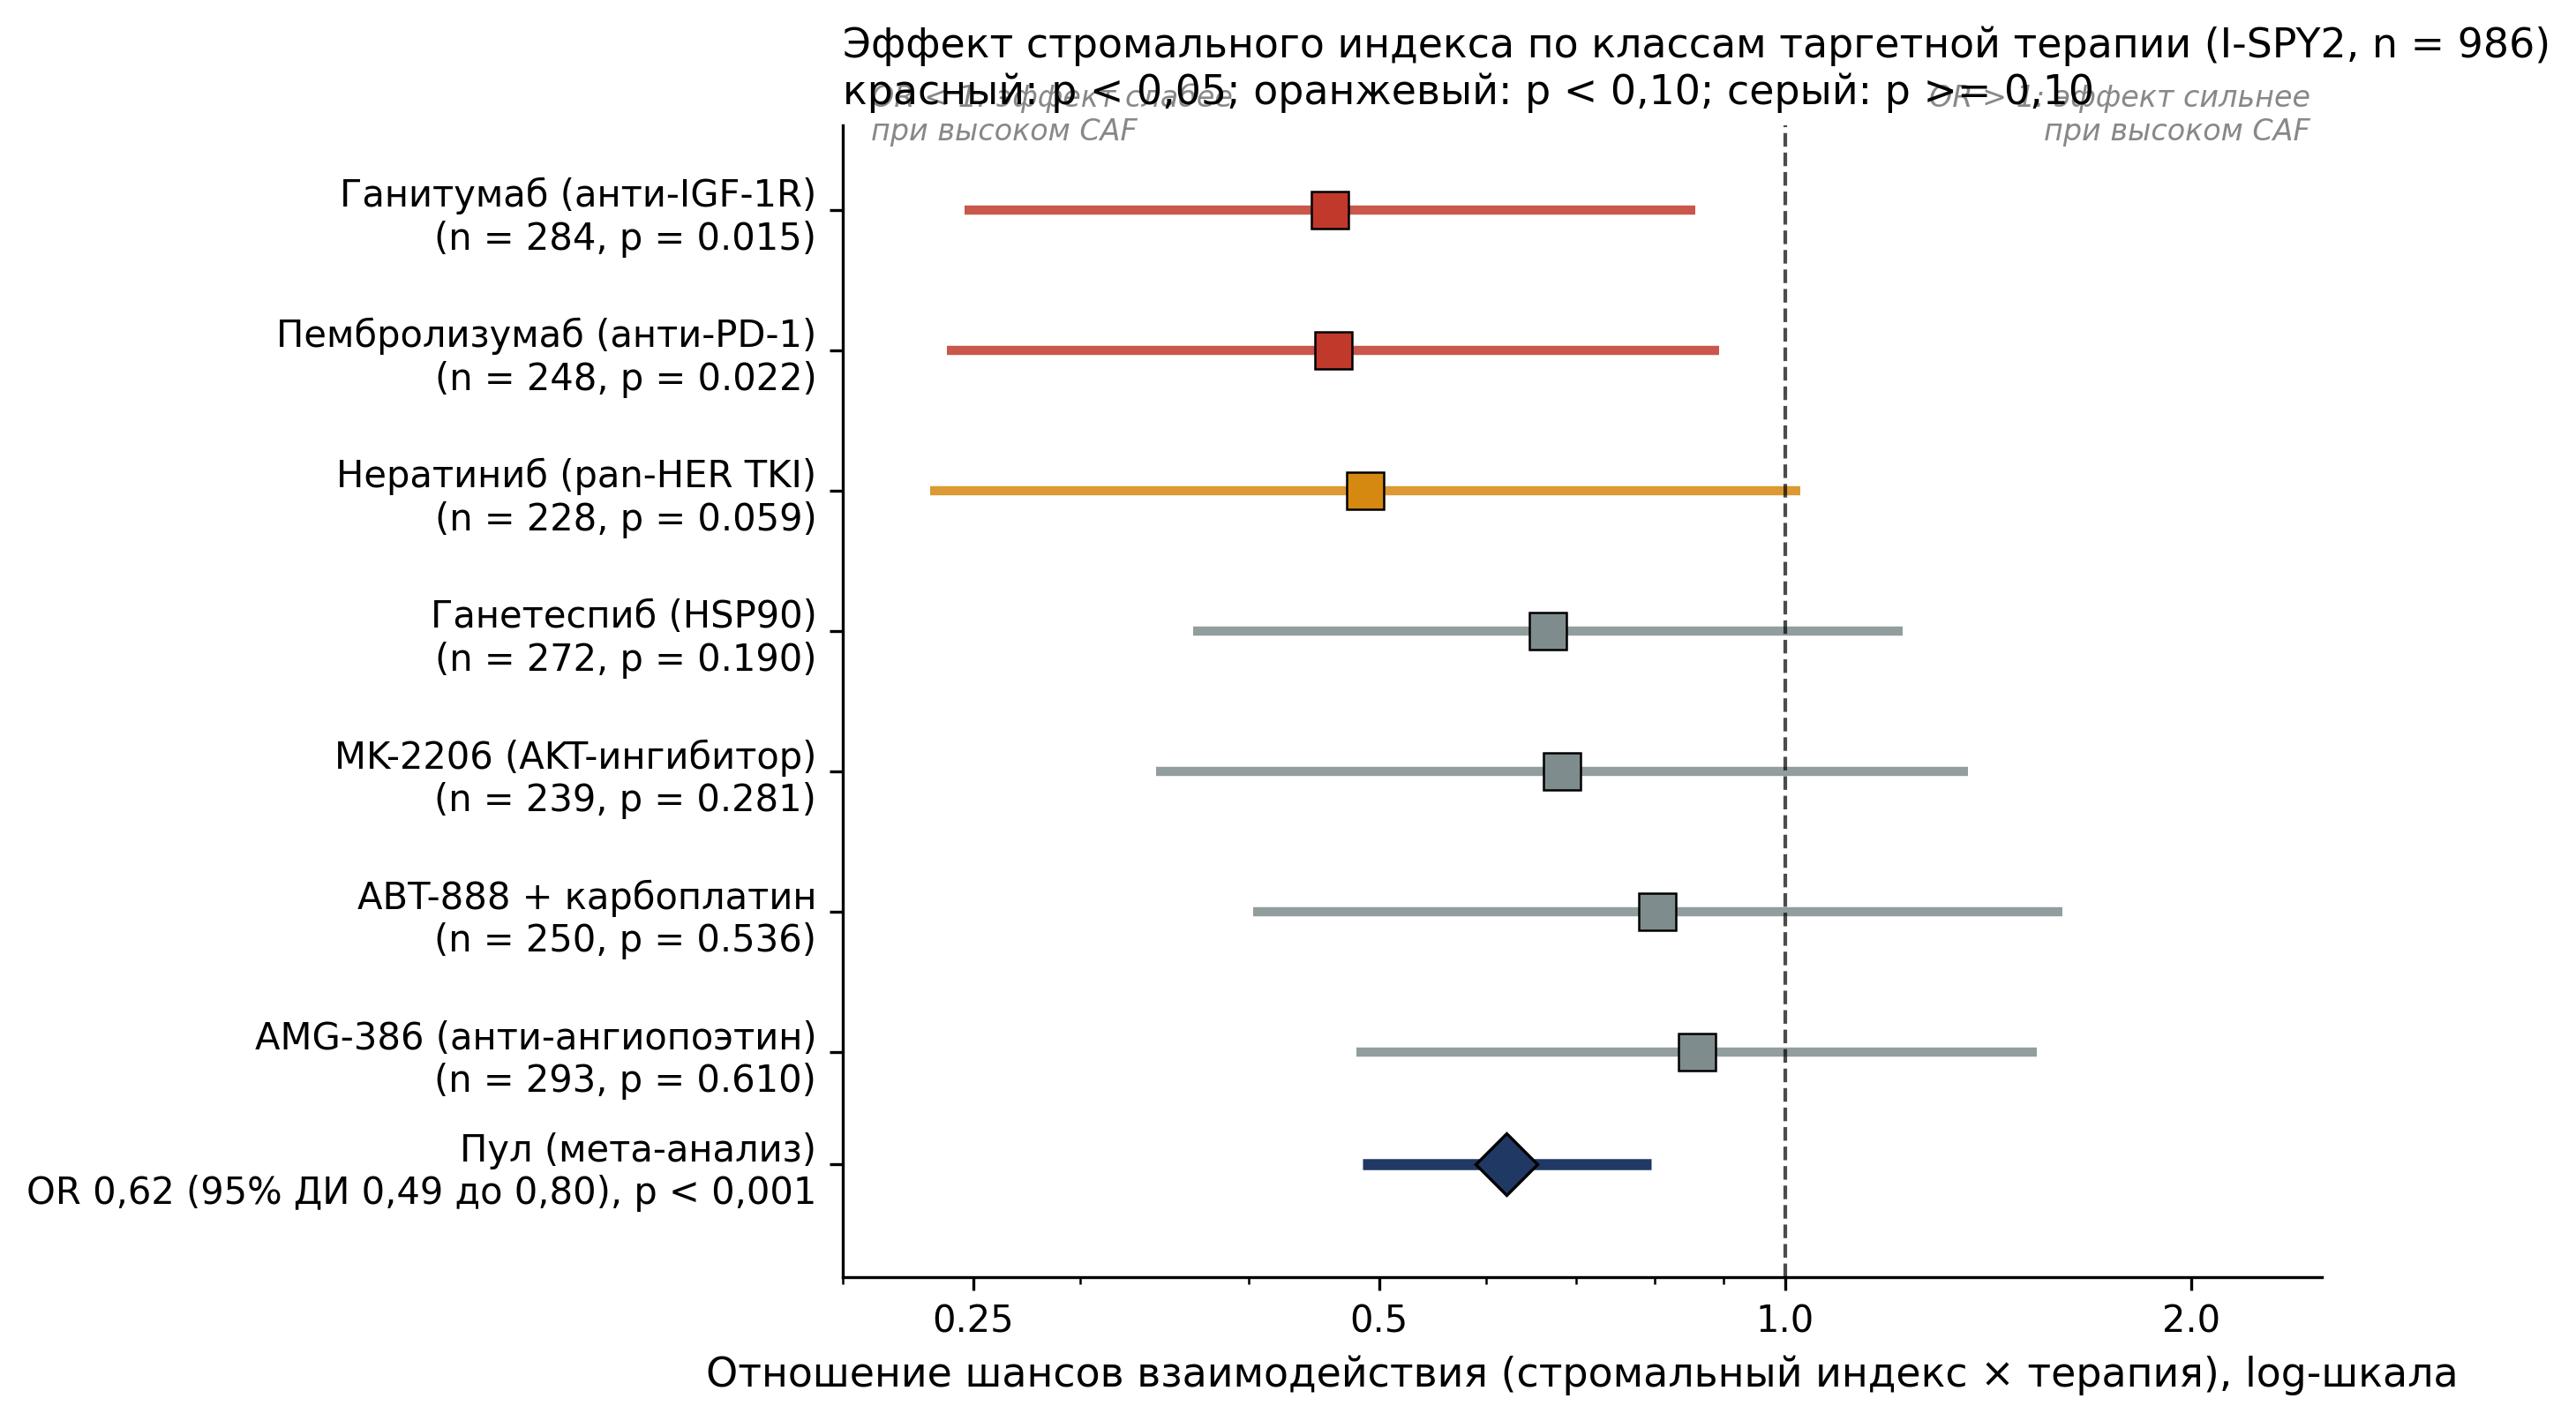 Эффект стромального индекса по классам таргетной терапии (I-SPY2, n = 986)
красный: p < 0,05; оранжевый: p < 0,10; серый: p >= 0,10
OR < 1: эффект слабее
при высоком CAF
OR > 1: эффект сильнее
при высоком CAF
Ганитумаб (анти-IGF-1R)
(n = 284, p = 0.015)
Пембролизумаб (анти-PD-1)
(n = 248, p = 0.022)
Нератиниб (pan-HER TKI)
(n = 228, p = 0.059)
Ганетеспиб (HSP90)
(n = 272, p = 0.190)
MK-2206 (AKT-ингибитор)
(n = 239, p = 0.281)
ABT-888 + карбоплатин
(n = 250, p = 0.536)
AMG-386 (анти-ангиопоэтин)
(n = 293, p = 0.610)
Пул (мета-анализ)
OR 0,62 (95% ДИ 0,49 до 0,80), p < 0,001
0.25 0.5 1.0 2.0
Отношение шансов взаимодействия (стромальный индекс × терапия), log-шкала